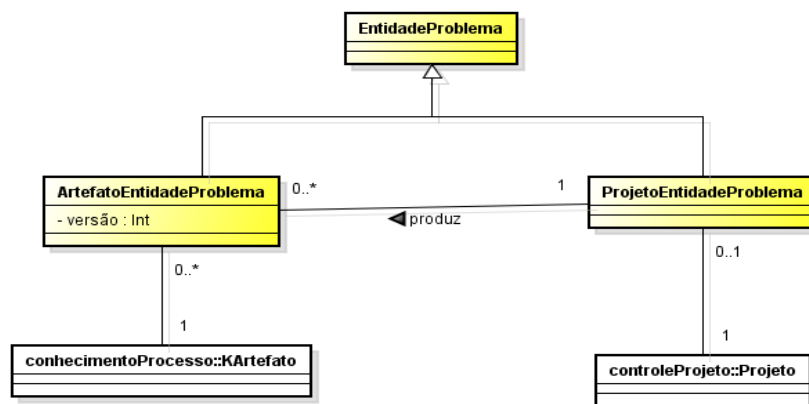 EntidadeProblema
ArtefatoEntidadeProblema
- versão : Int
0..*
1
produz
ProjetoEntidadeProblema
0..*
0..1
1
1
conhecimentoProcesso::KArtefato
controleProjeto::Projeto